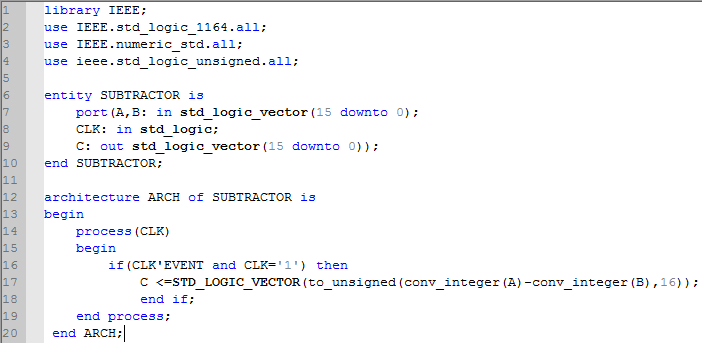 1 library IEEE;
2 use IEEE.std_logic_1164.all;
3 use IEEE.numeric_std.all;
4 use ieee.std_logic_unsigned.all;
5
6 entity SUBTRACTOR is
7 port(A,B: in std_logic_vector(15 downto 0);
8 CLK: in std_logic;
9 C: out std_logic_vector(15 downto 0));
10 end SUBTRACTOR;
11
12 architecture ARCH of SUBTRACTOR is
13 begin
14 process(CLK)
15 begin
16 if(CLK'EVENT and CLK='1') then
17 C <=STD_LOGIC_VECTOR(to_unsigned(conv_integer(A)-conv_integer(B),16));
18 end if;
19 end process;
20 end ARCH;